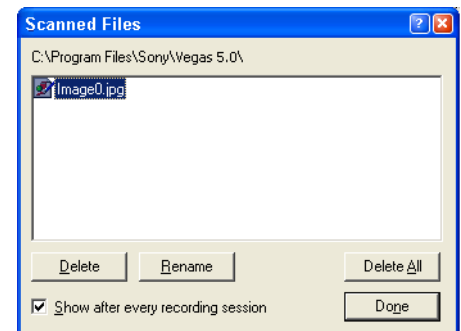 Scanned Files
C:\Program Files\Sony\Vegas 5.0\
Image0.jpg
Delete Rename Delete All
Show after every recording session Done